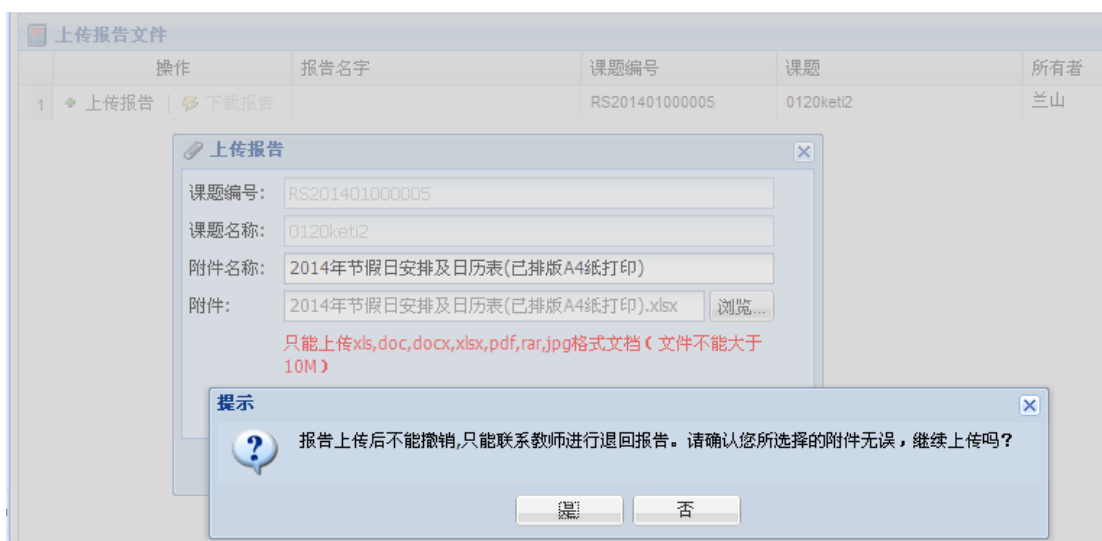 上传报告文件
操作 报告名字 课题编号 课题 所有者
1 上传报告 下载报告 RS201401000005 0120keti2 兰山
上传报告
课题编号: RS201401000005
课题名称: 0120keti2
附件名称: 2014年节假日安排及日历表(已排版A4纸打印)
附件: 2014年节假日安排及日历表(已排版A4纸打印).xlsx 浏览...
只能上传xls,doc,docx,xlsx,pdf,rar,jpg格式文档(文件不能大于
10M)
提示
报告上传后不能撤销,只能联系教师进行退回报告。请确认您所选择的附件无误，继续上传吗?
是 否